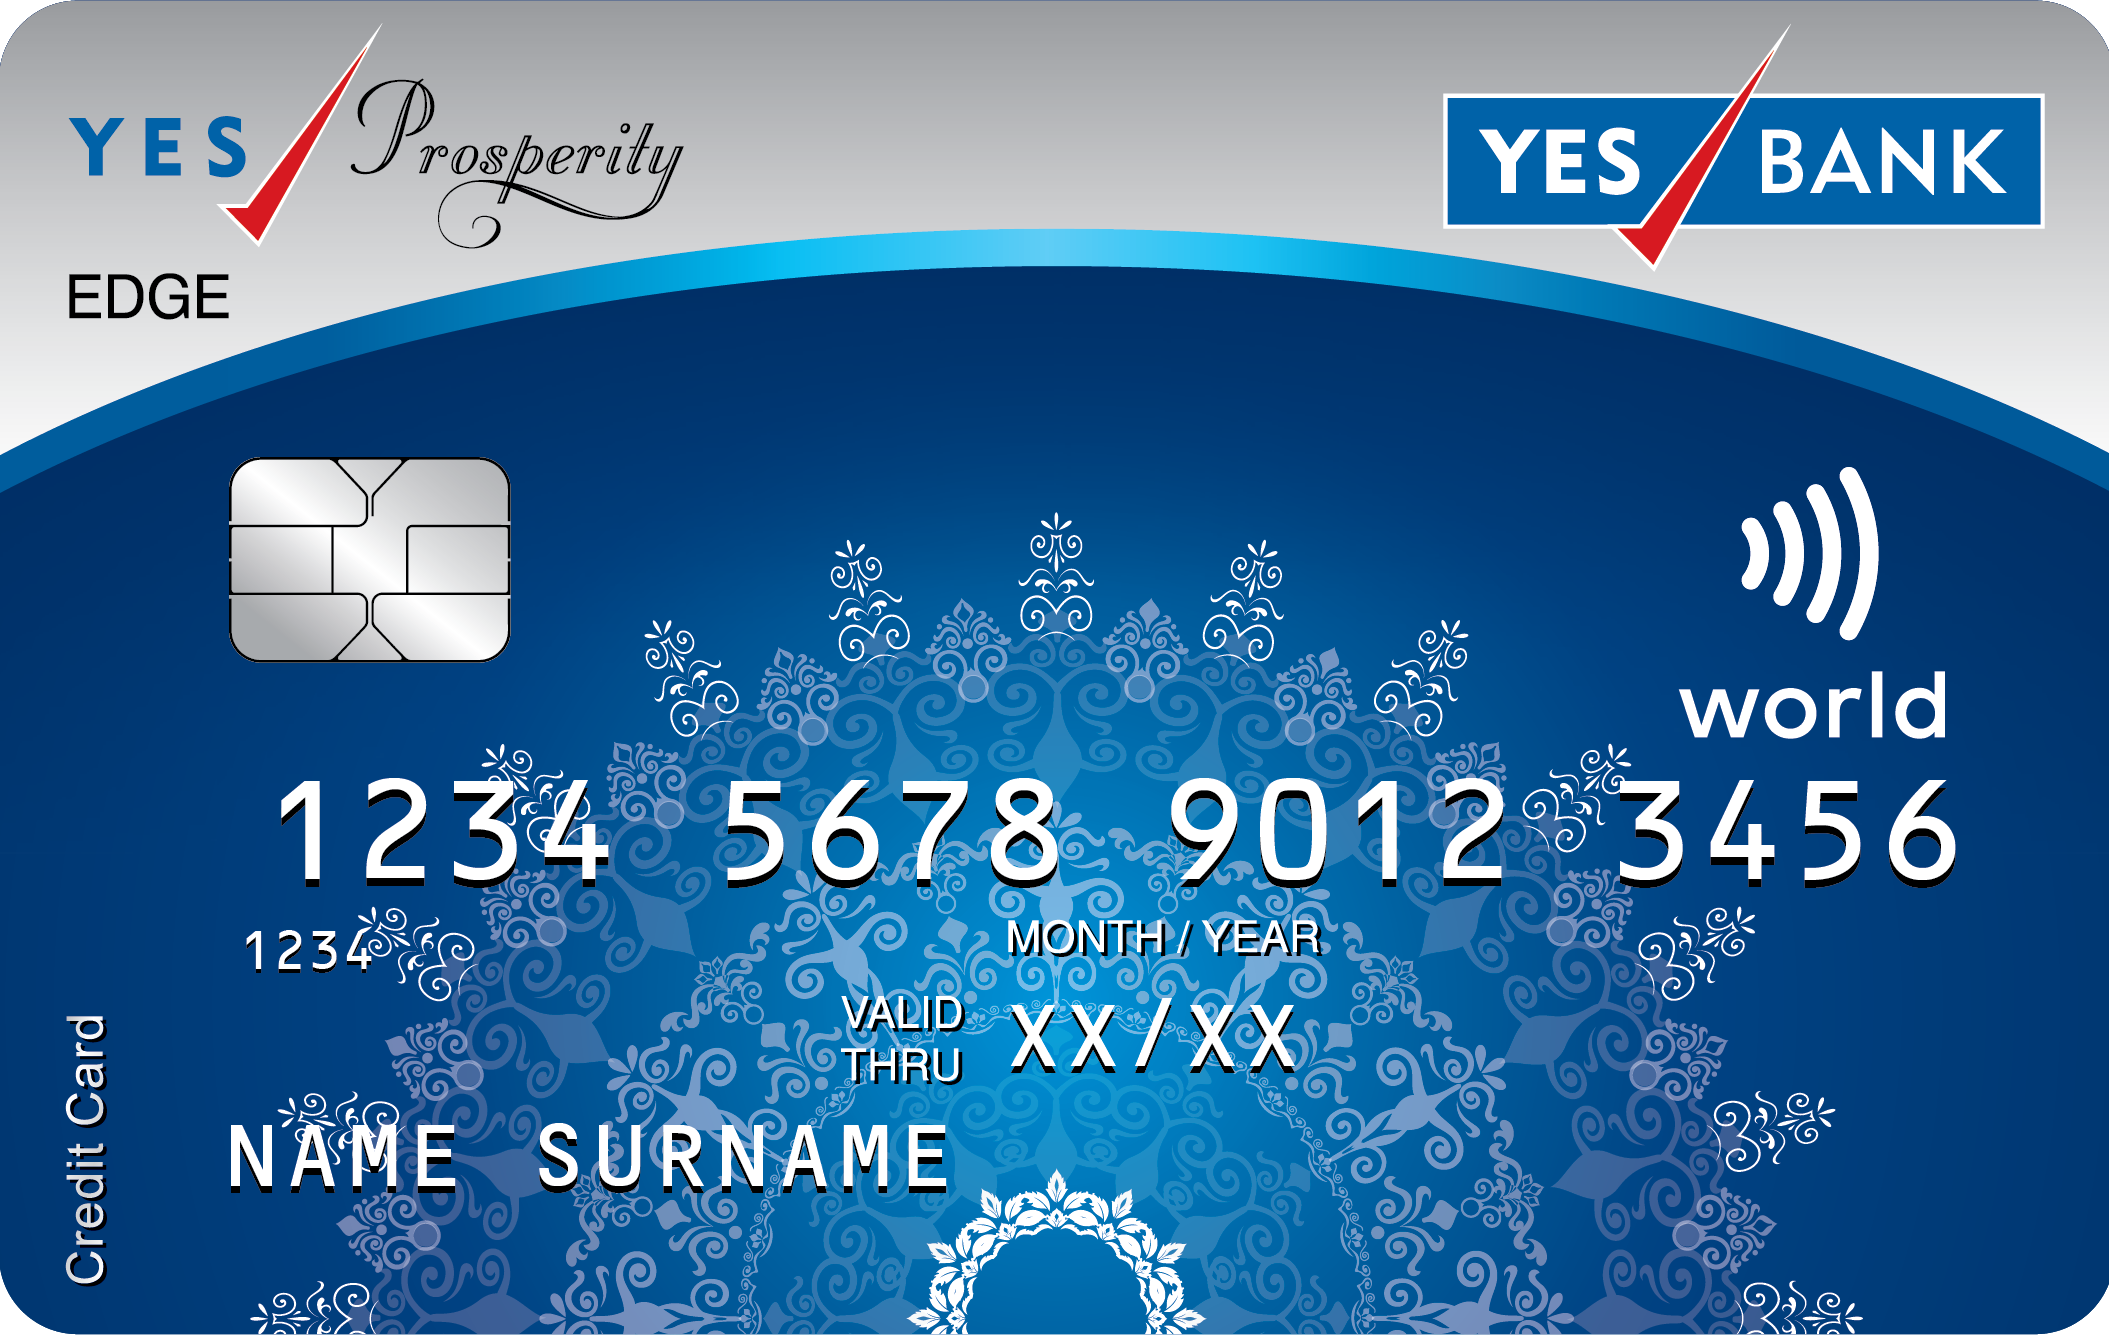 YES Prosperity
YES BANK
EDGE
world
1234 5678 9012 3456
1234
MONTH / YEAR
VALID THRU
XX/XX
NAME SURNAME
Credit Card